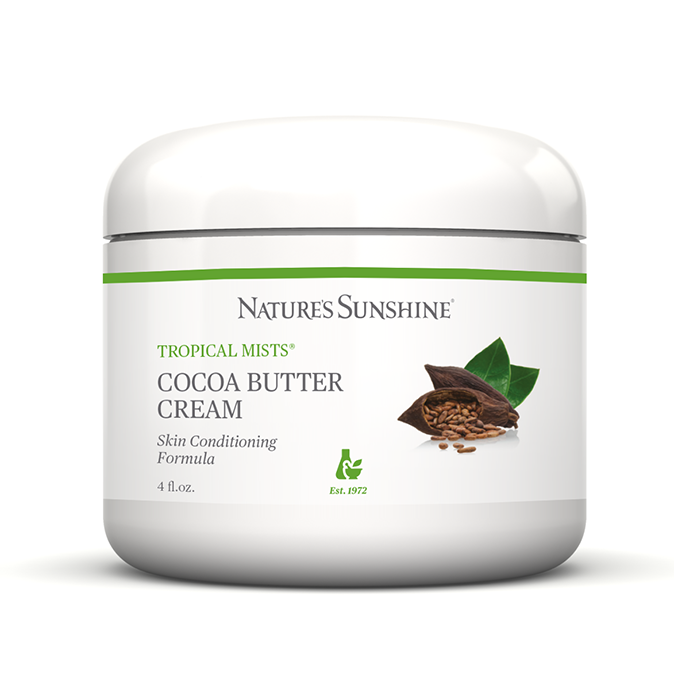 NATURE'S SUNSHINE®
TROPICAL MISTS®
COCOA BUTTER
CREAM
Skin Conditioning
Formula
4 fl.oz.
Est. 1972